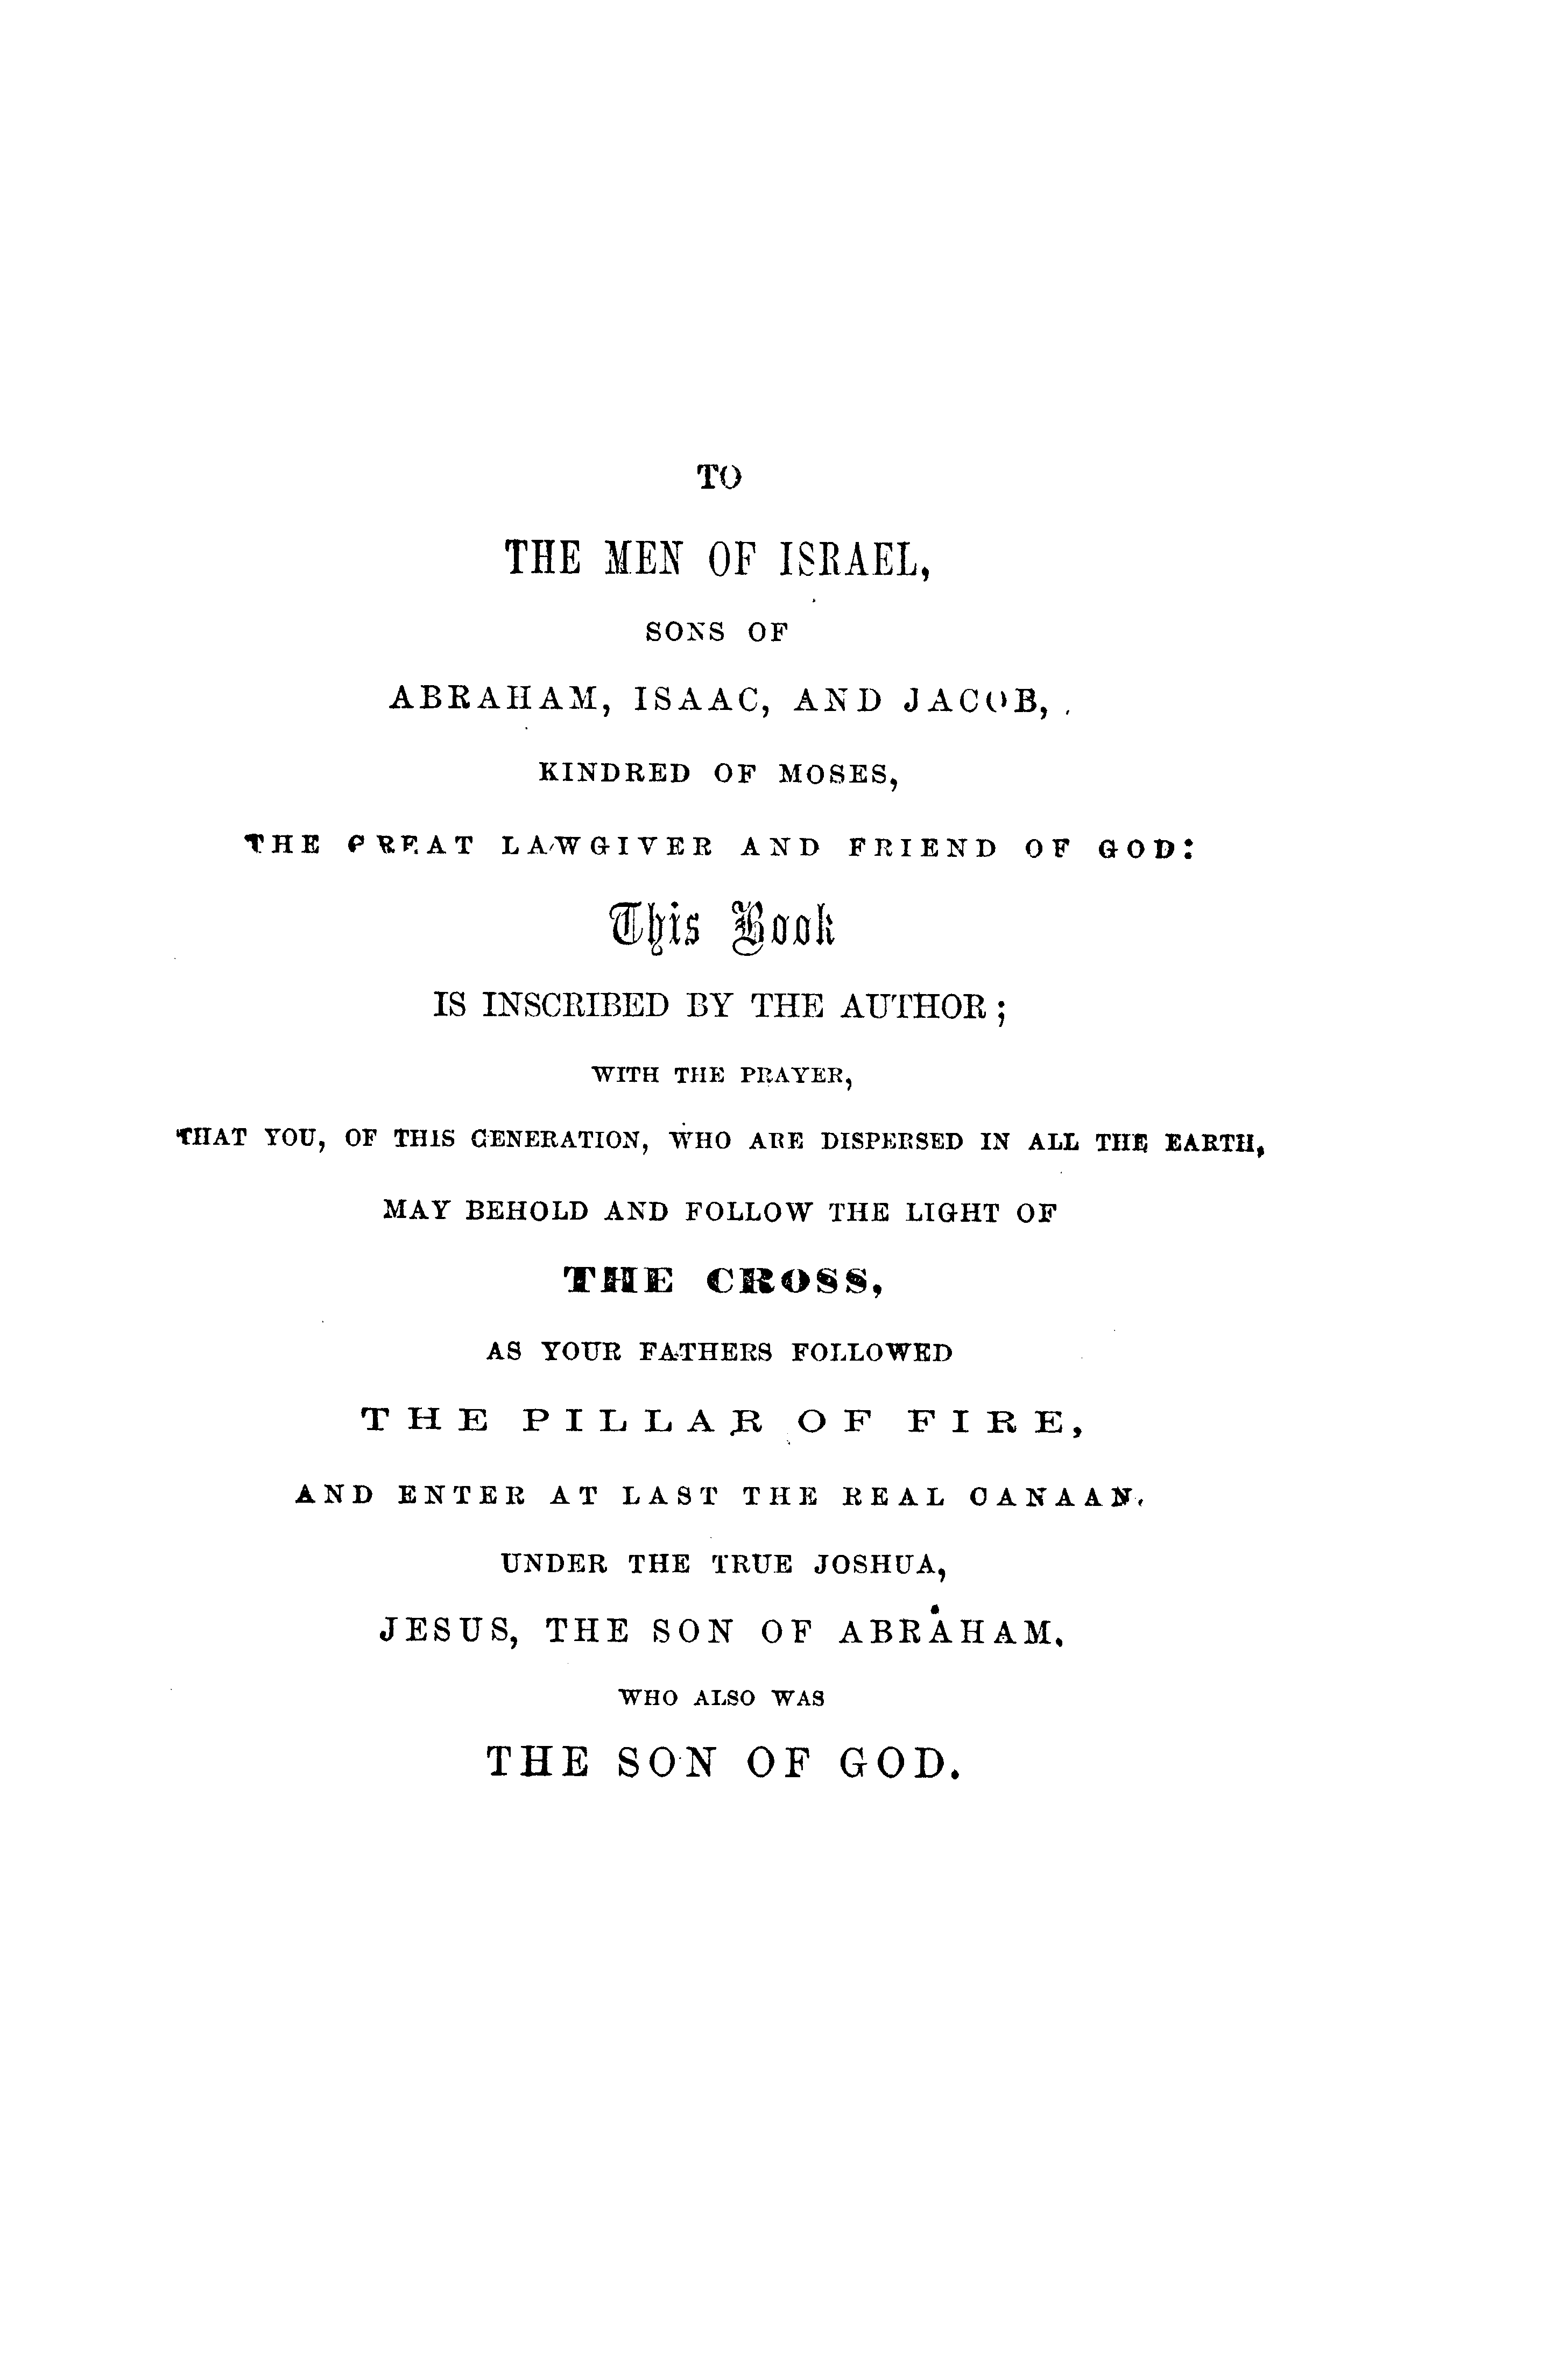 TO
THE MEN OF ISRAEL,
SONS OF
ABRAHAM, ISAAC, AND JACOB,
KINDRED OF MOSES,
THE GREAT LAWGIVER AND FRIEND OF GOD:
This Book
IS INSCRIBED BY THE AUTHOR;
WITH THE PRAYER,
THAT YOU, OF THIS GENERATION, WHO ARE DISPERSED IN ALL THE EARTH,
MAY BEHOLD AND FOLLOW THE LIGHT OF
THE CROSS,
AS YOUR FATHERS FOLLOWED
THE PILLAR OF FIRE,
AND ENTER AT LAST THE REAL CANAAN,
UNDER THE TRUE JOSHUA,
JESUS, THE SON OF ABRAHAM,
WHO ALSO WAS
THE SON OF GOD.